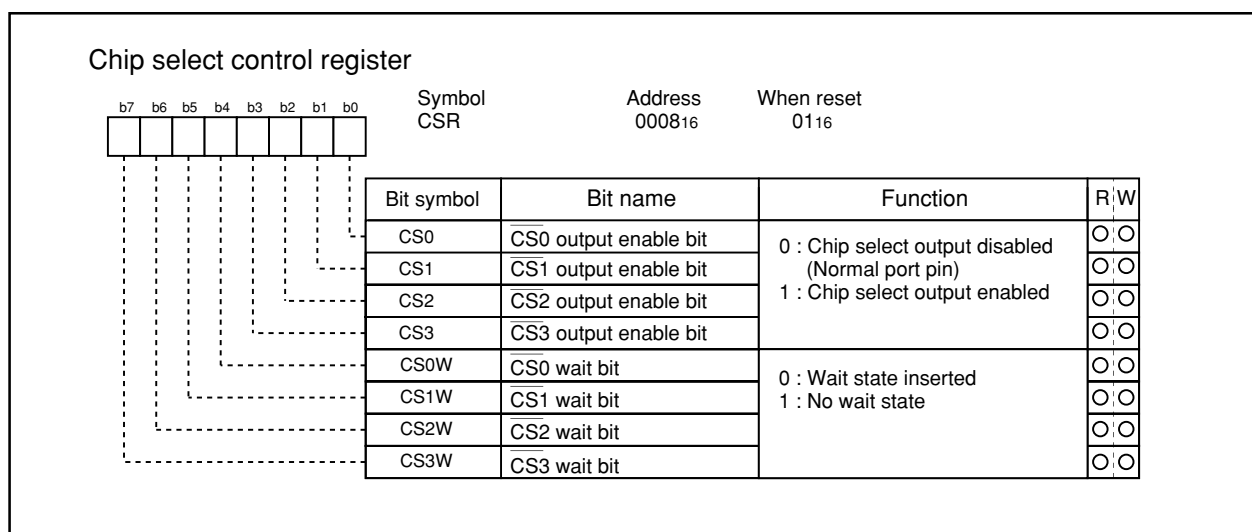 Chip select control register
b7 b6 b5 b4 b3 b2 b1 b0
Symbol Address When reset
CSR 000816 0116
Bit symbol Bit name Function R W
CS0 CS0 output enable bit 0 : Chip select output disabled
(Normal port pin)
1 : Chip select output enabled
CS1 CS1 output enable bit
CS2 CS2 output enable bit
CS3 CS3 output enable bit
CS0W CS0 wait bit 0 : Wait state inserted
1 : No wait state
CS1W CS1 wait bit
CS2W CS2 wait bit
CS3W CS3 wait bit